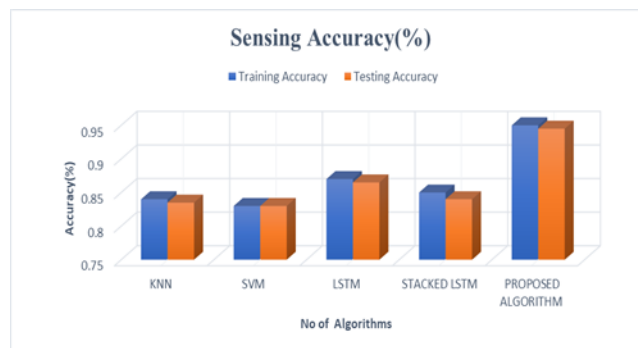 Sensing Accuracy(%)
Training Accuracy Testing Accuracy
0.95
0.9
0.85
0.8
0.75
Accuracy(%)
KNN SVM LSTM STACKED LSTM PROPOSED
ALGORITHM
No of Algorithms